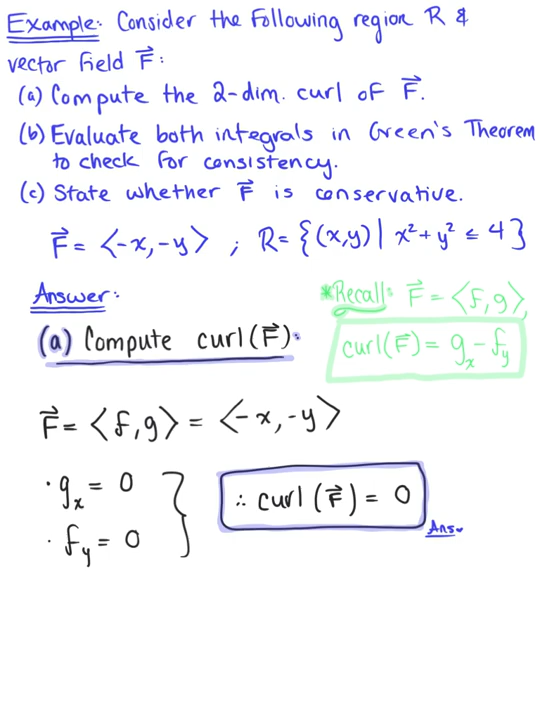 Example: Consider the following region R &
vector field F⃗:
(a) Compute the 2-dim. curl of F⃗.
(b) Evaluate both integrals in Green's Theorem
to check for consistency.
(c) State whether F⃗ is conservative.
F⃗ = ⟨-x, -y⟩ ; R = {(x,y) | x² + y² ≤ 4}
Answer:
*Recall: F⃗ = ⟨f, g⟩,
(a) Compute curl(F⃗).
curl(F⃗) = gₓ - f_y
F⃗ = ⟨f, g⟩ = ⟨-x, -y⟩
· gₓ = 0
· f_y = 0
∴ curl(F⃗) = 0
Ans.